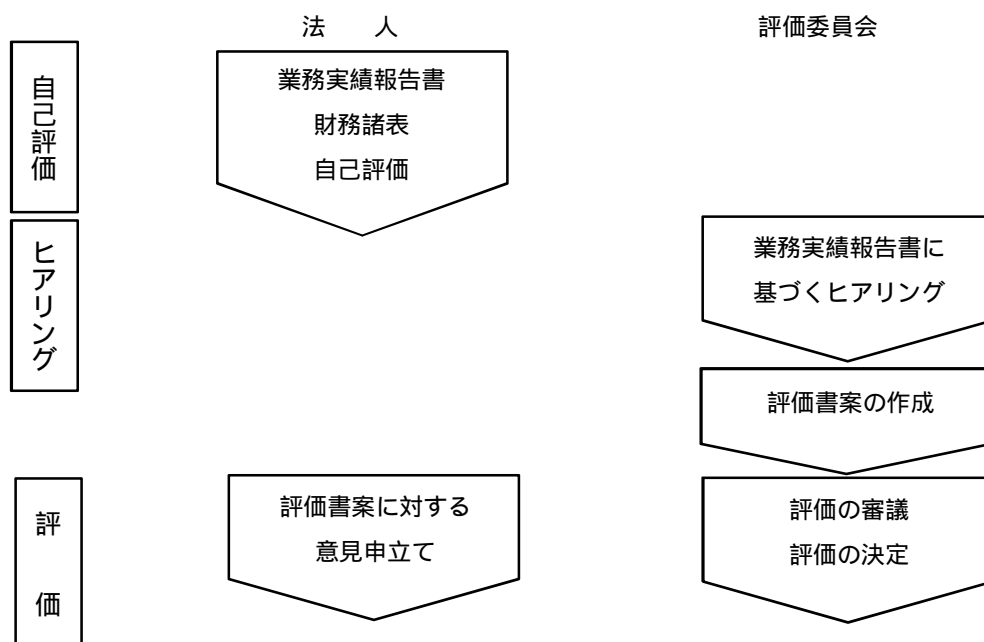 法　　人
評価委員会
自己評価
業務実績報告書
財務諸表
自己評価
ヒアリング
業務実績報告書に
基づくヒアリング
評価書案の作成
評　価
評価書案に対する
意見申立て
評価の審議
評価の決定